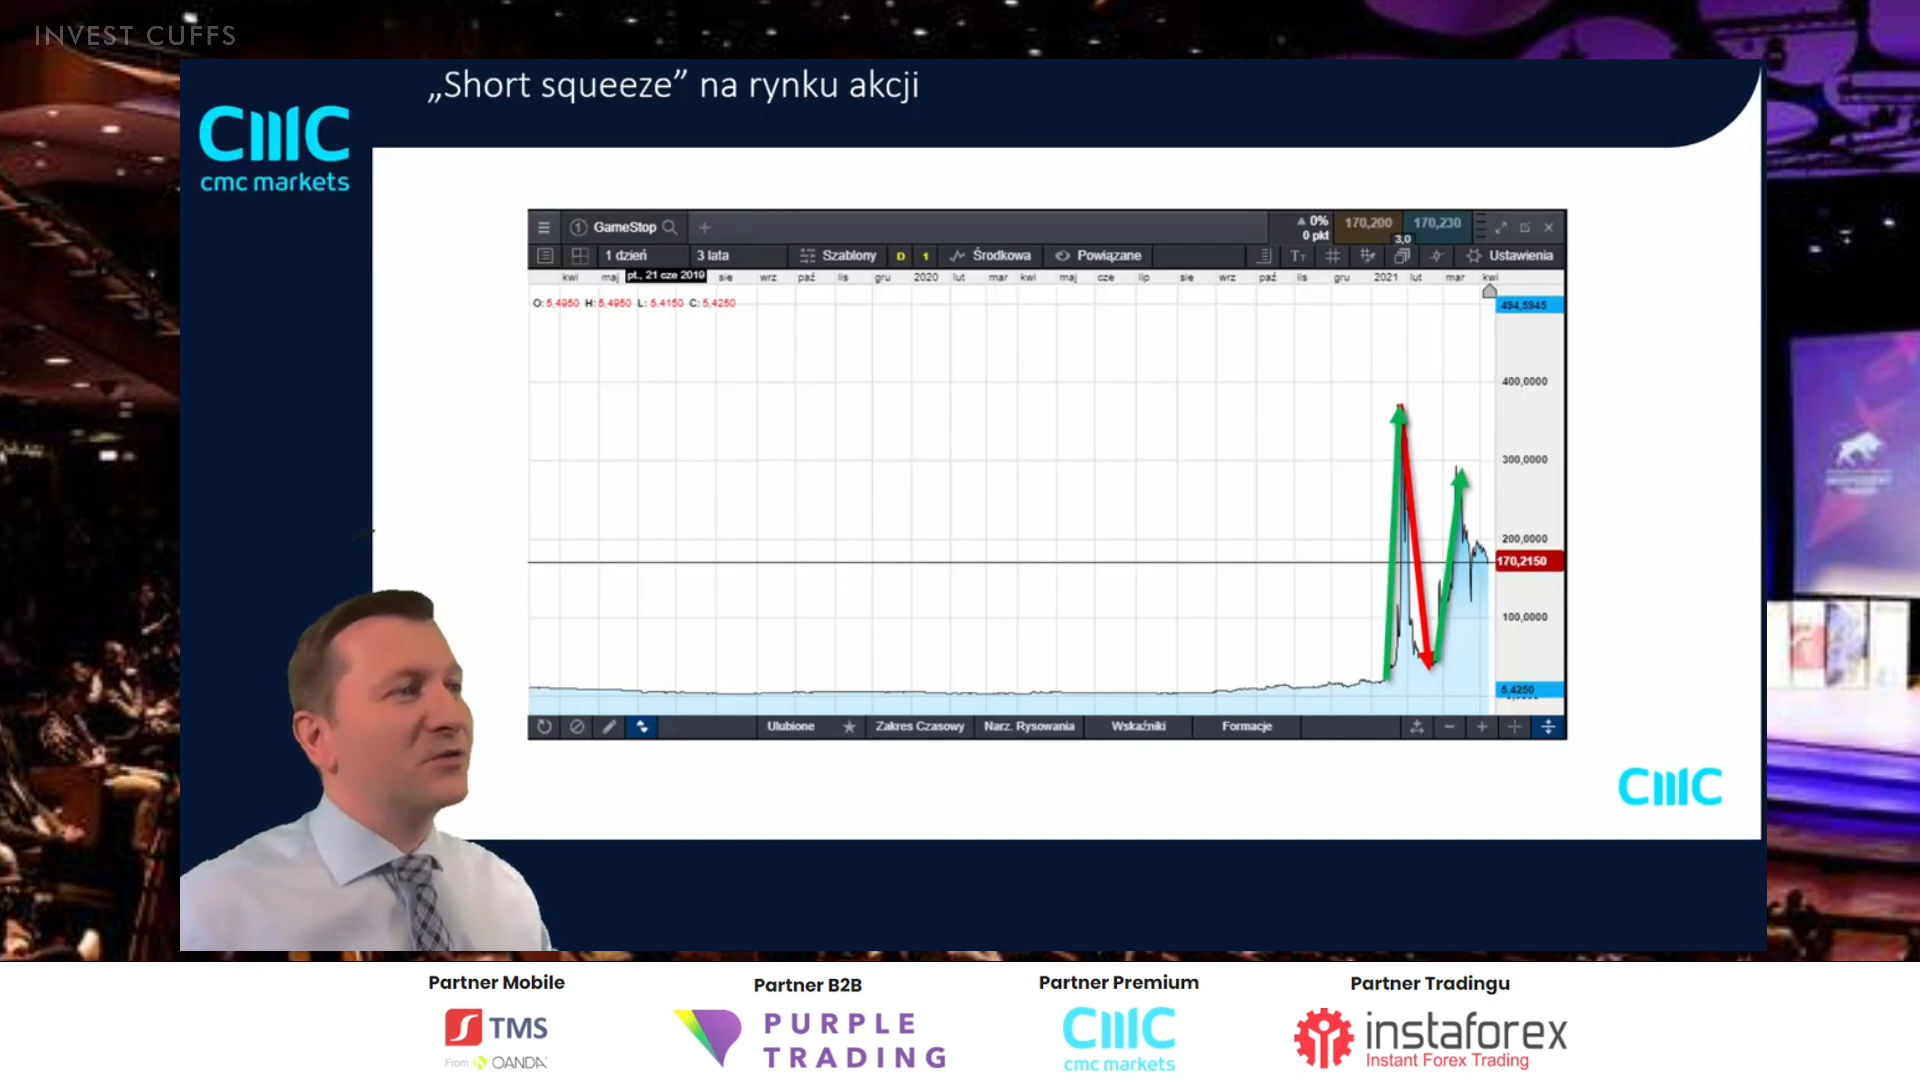 INVEST CUFFS
„Short squeeze” na rynku akcji
CMC
cmc markets
1 GameStop
0%
0 pkt
170,200
170,230
3,0
1 dzień
3 lata
Szablony
D
1
Środkowa
Powiązane
Ustawienia
kwi maj pt., 21 cze 2019 sie wrz paź lis gru 2020 lut mar kwi maj cze lip sie wrz paź lis gru 2021 lut mar kwi
O: 5,4950 H: 5,4950 L: 5,4150 C: 5,4250
494,5945
400,0000
300,0000
200,0000
170,2150
100,0000
5,4250
Ulubione
Zakres Czasowy
Narz. Rysowania
Wskaźniki
Formacje
CMC
Partner Mobile
TMS
From OANDA
Partner B2B
PURPLE
TRADING
Partner Premium
CMC
cmc markets
Partner Tradingu
instaforex
Instant Forex Trading